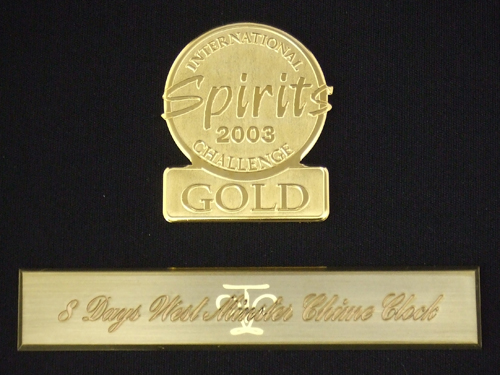 INTERNATIONAL
Spirits
2003
CHALLENGE
GOLD
8 Days West Minster Chime Clock